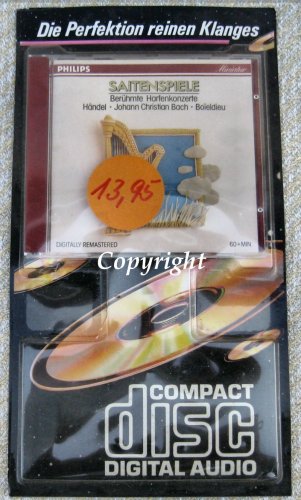 Die Perfektion reinen Klanges
PHILIPS
Miniature
SAITENSPIELE
Berühmte Harfenkonzerte
Händel · Johann Christian Bach · Boieldieu
13,95
DIGITALLY REMASTERED
60+MIN
Copyright
COMPACT
disc
DIGITAL AUDIO